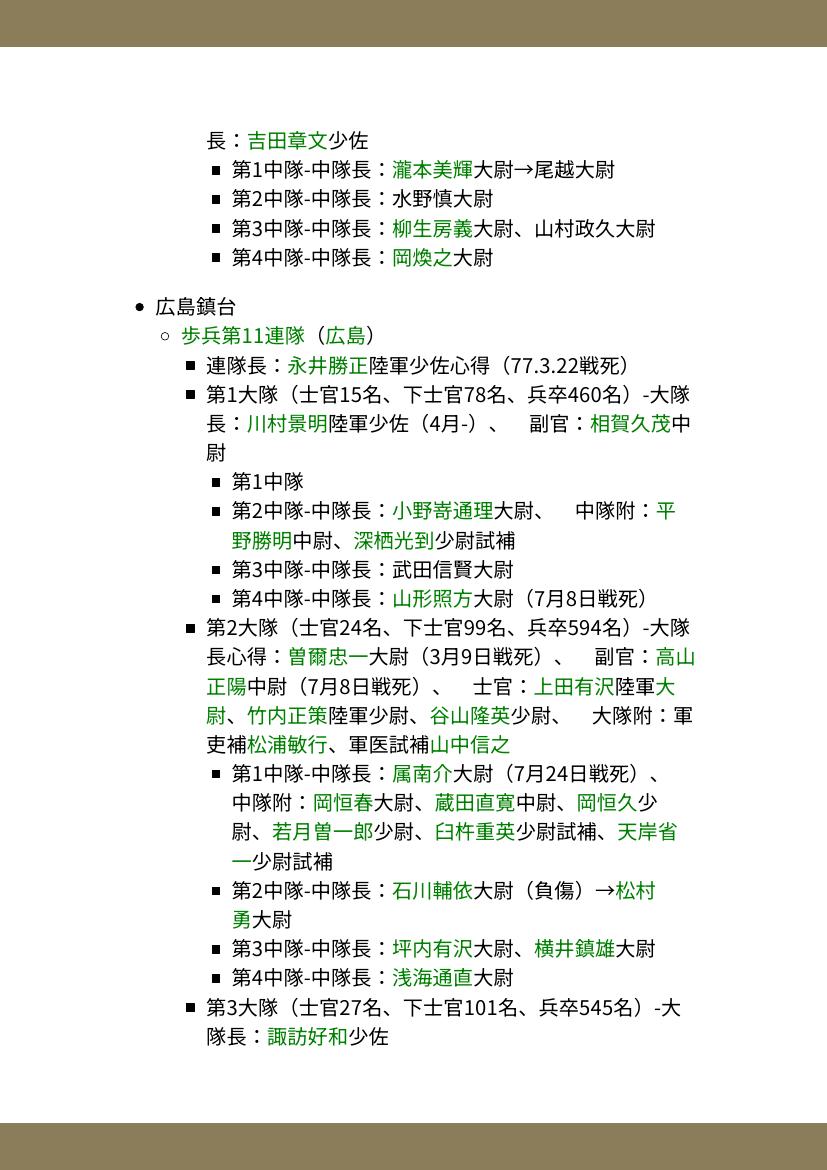 長：吉田章文少佐
第1中隊-中隊長：瀧本美輝大尉→尾越大尉
第2中隊-中隊長：水野慎大尉
第3中隊-中隊長：柳生房義大尉、山村政久大尉
第4中隊-中隊長：岡煥之大尉
広島鎮台
歩兵第11連隊（広島）
連隊長：永井勝正陸軍少佐心得（77.3.22戦死）
第1大隊（士官15名、下士官78名、兵卒460名）-大隊
長：川村景明陸軍少佐（4月-）、　副官：相賀久茂中
尉
第1中隊
第2中隊-中隊長：小野嵜通理大尉、　中隊附：平
野勝明中尉、深栖光到少尉試補
第3中隊-中隊長：武田信賢大尉
第4中隊-中隊長：山形照方大尉（7月8日戦死）
第2大隊（士官24名、下士官99名、兵卒594名）-大隊
長心得：曽爾忠一大尉（3月9日戦死）、　副官：高山
正陽中尉（7月8日戦死）、　士官：上田有沢陸軍大
尉、竹内正策陸軍少尉、谷山隆英少尉、　大隊附：軍
吏補松浦敏行、軍医試補山中信之
第1中隊-中隊長：属南介大尉（7月24日戦死）、
中隊附：岡恒春大尉、蔵田直寛中尉、岡恒久少
尉、若月曽一郎少尉、臼杵重英少尉試補、天岸省
一少尉試補
第2中隊-中隊長：石川輔依大尉（負傷）→松村
勇大尉
第3中隊-中隊長：坪内有沢大尉、横井鎮雄大尉
第4中隊-中隊長：浅海通直大尉
第3大隊（士官27名、下士官101名、兵卒545名）-大
隊長：諏訪好和少佐